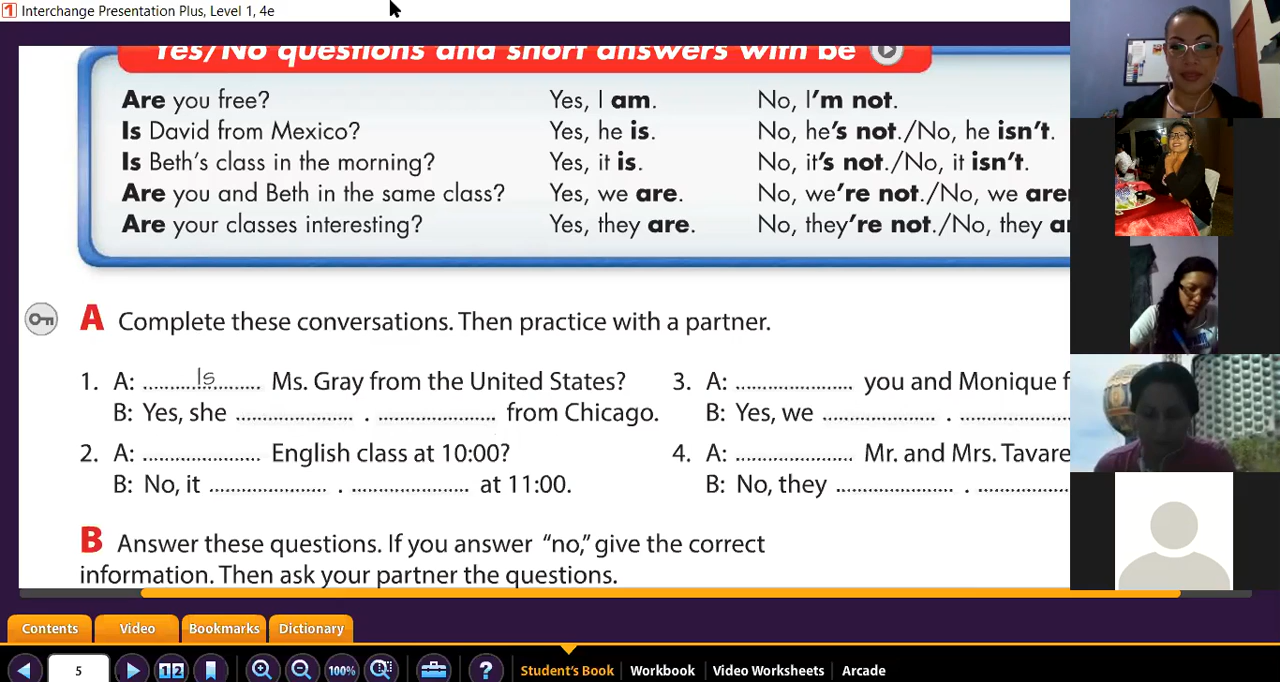 Interchange Presentation Plus, Level 1, 4e
Yes/No questions and short answers with be
Are you free? Yes, I am. No, I'm not.
Is David from Mexico? Yes, he is. No, he's not./No, he isn't.
Is Beth's class in the morning? Yes, it is. No, it's not./No, it isn't.
Are you and Beth in the same class? Yes, we are. No, we're not./No, we are
Are your classes interesting? Yes, they are. No, they're not./No, they a
A Complete these conversations. Then practice with a partner.
1. A: ..........Is.......... Ms. Gray from the United States?
B: Yes, she .................... . .................... from Chicago.
2. A: .................... English class at 10:00?
B: No, it .................... . .................... at 11:00.
3. A: .................... you and Monique f
B: Yes, we .................... . ....................
4. A: .................... Mr. and Mrs. Tavare
B: No, they .................... . ....................
B Answer these questions. If you answer “no,” give the correct
information. Then ask your partner the questions.
Contents Video Bookmarks Dictionary
5 1 2 100% ? Student's Book Workbook Video Worksheets Arcade